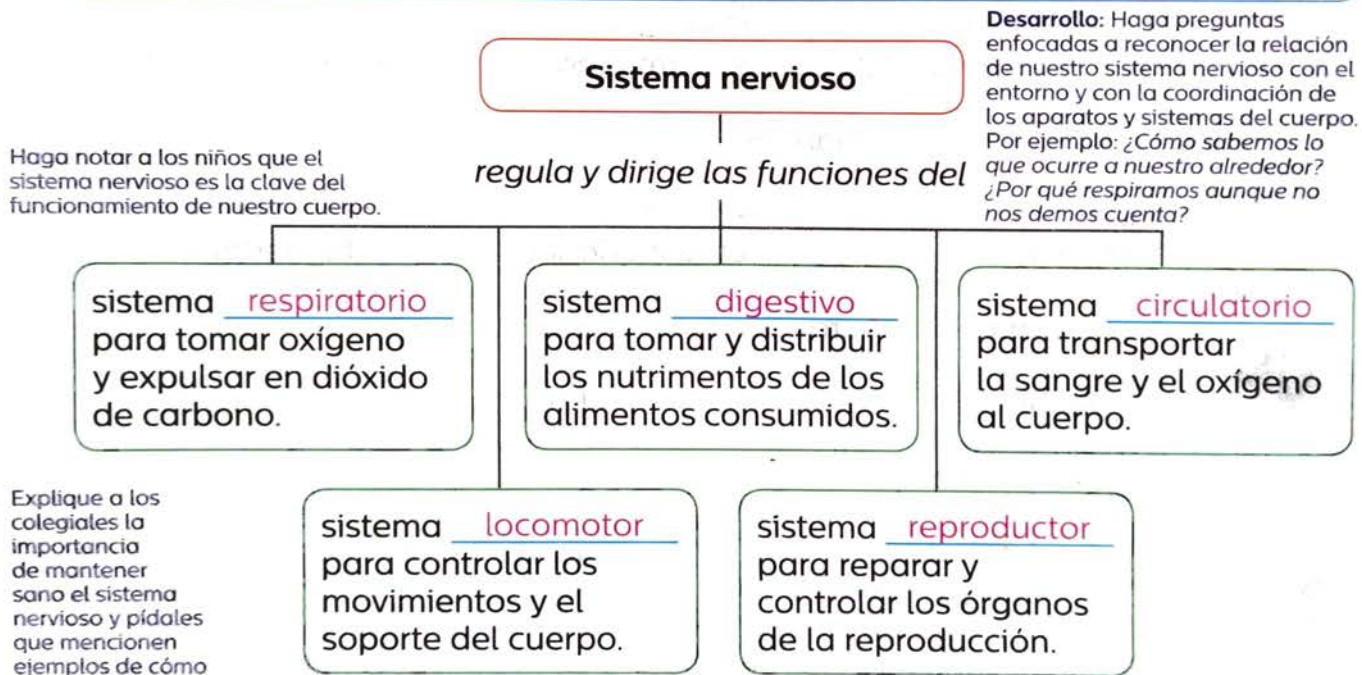 Sistema nervioso
Desarrollo: Haga preguntas
enfocadas a reconocer la relación
de nuestro sistema nervioso con el
entorno y con la coordinación de
los aparatos y sistemas del cuerpo.
Por ejemplo: ¿Cómo sabemos lo
que ocurre a nuestro alrededor?
¿Por qué respiramos aunque no
nos demos cuenta?
Haga notar a los niños que el
sistema nervioso es la clave del
funcionamiento de nuestro cuerpo.
regula y dirige las funciones del
sistema respiratorio
para tomar oxígeno
y expulsar en dióxido
de carbono.
sistema digestivo
para tomar y distribuir
los nutrimentos de los
alimentos consumidos.
sistema circulatorio
para transportar
la sangre y el oxígeno
al cuerpo.
Explique a los
colegiales la
importancia
de mantener
sano el sistema
nervioso y pídales
que mencionen
ejemplos de cómo
sistema locomotor
para controlar los
movimientos y el
soporte del cuerpo.
sistema reproductor
para reparar y
controlar los órganos
de la reproducción.